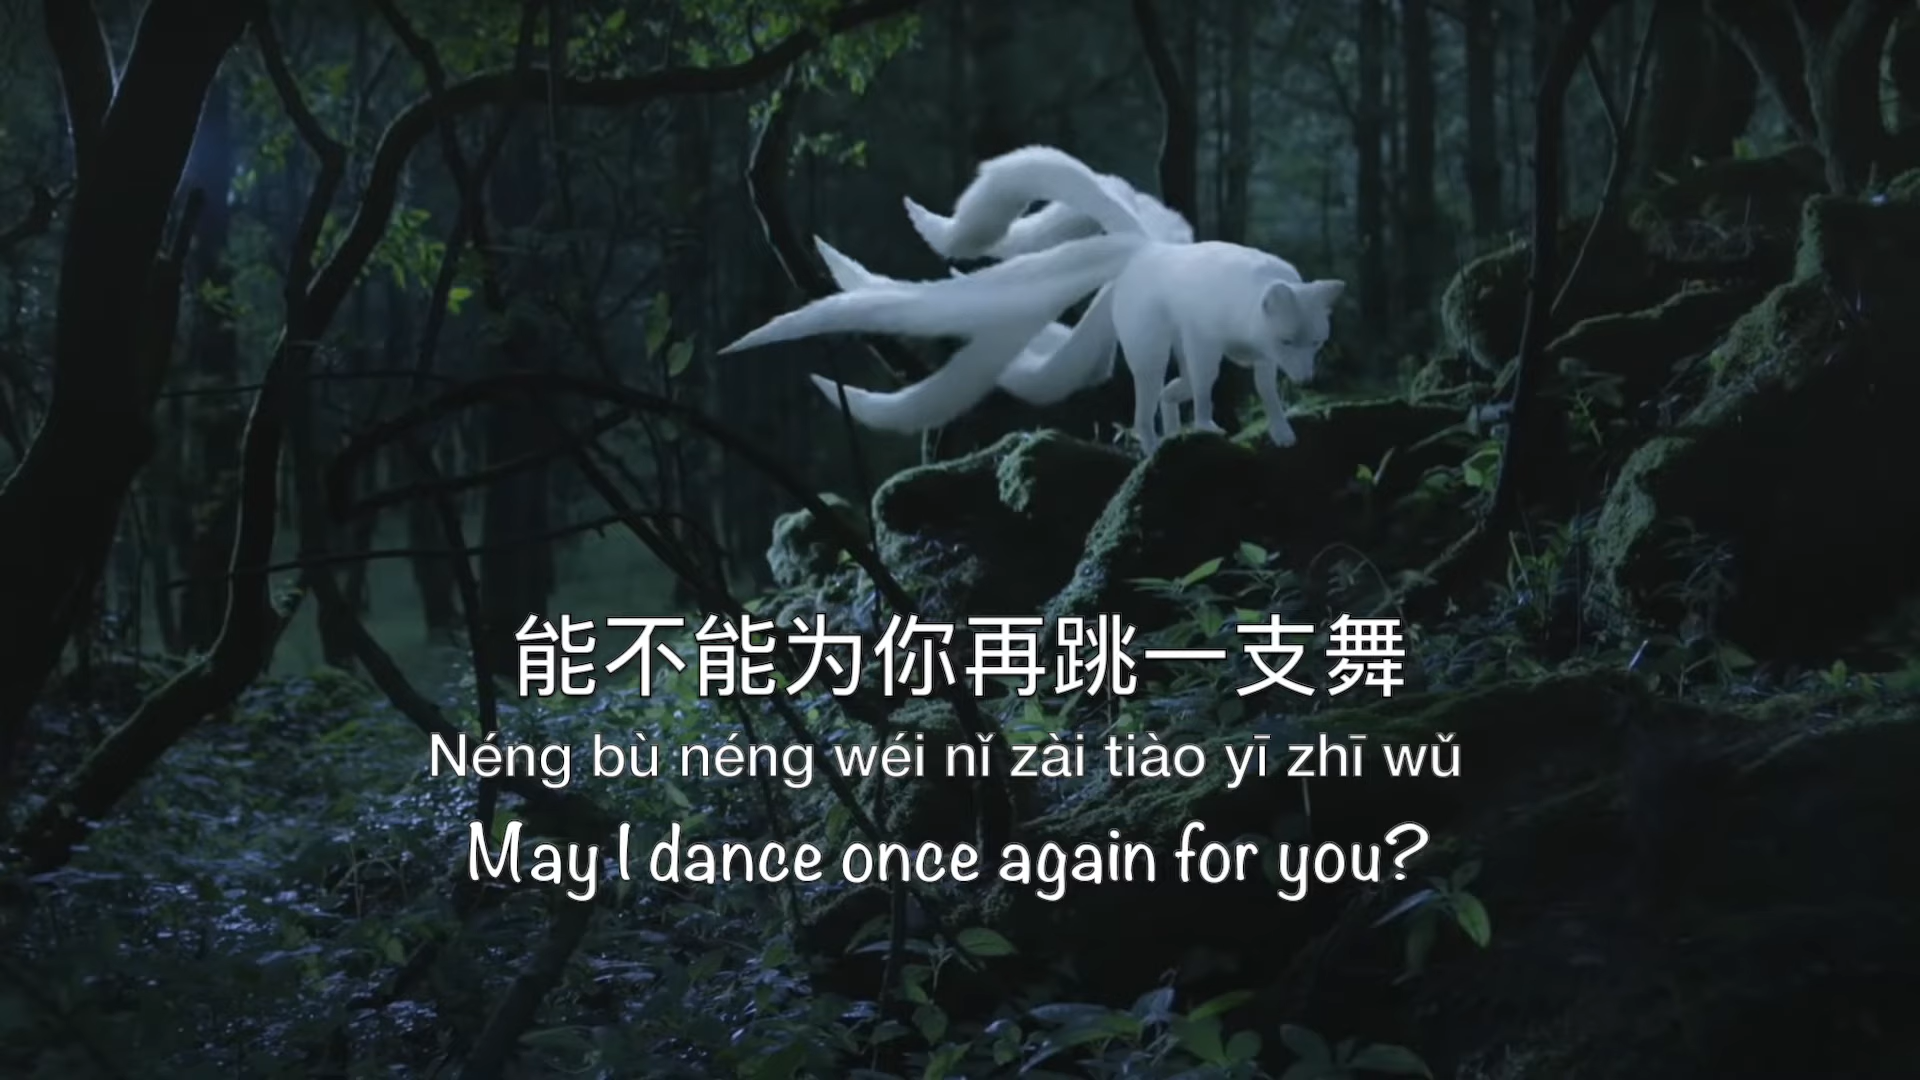 能不能为你再跳一支舞
Néng bù néng wéi nǐ zài tiào yī zhī wǔ
May I dance once again for you?